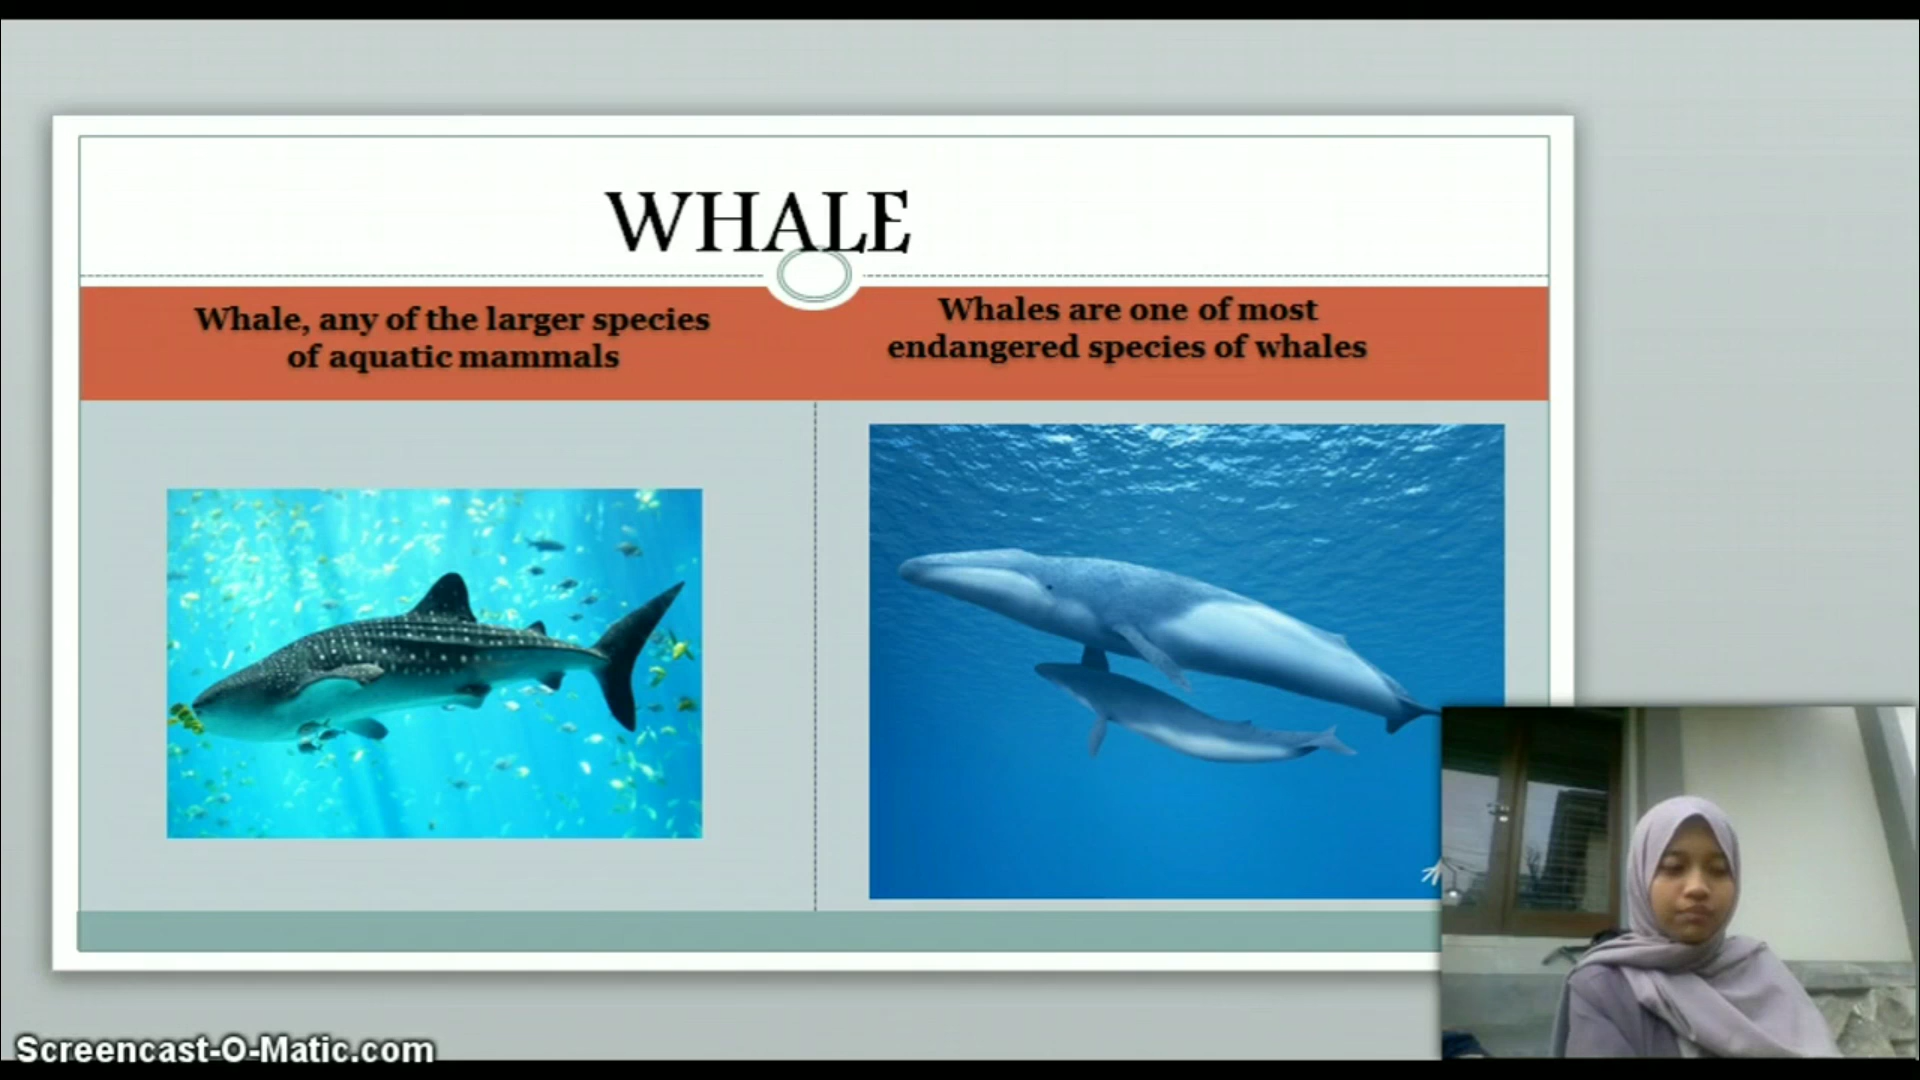 WHALE
Whale, any of the larger species
of aquatic mammals
Whales are one of most
endangered species of whales
Screencast-O-Matic.com